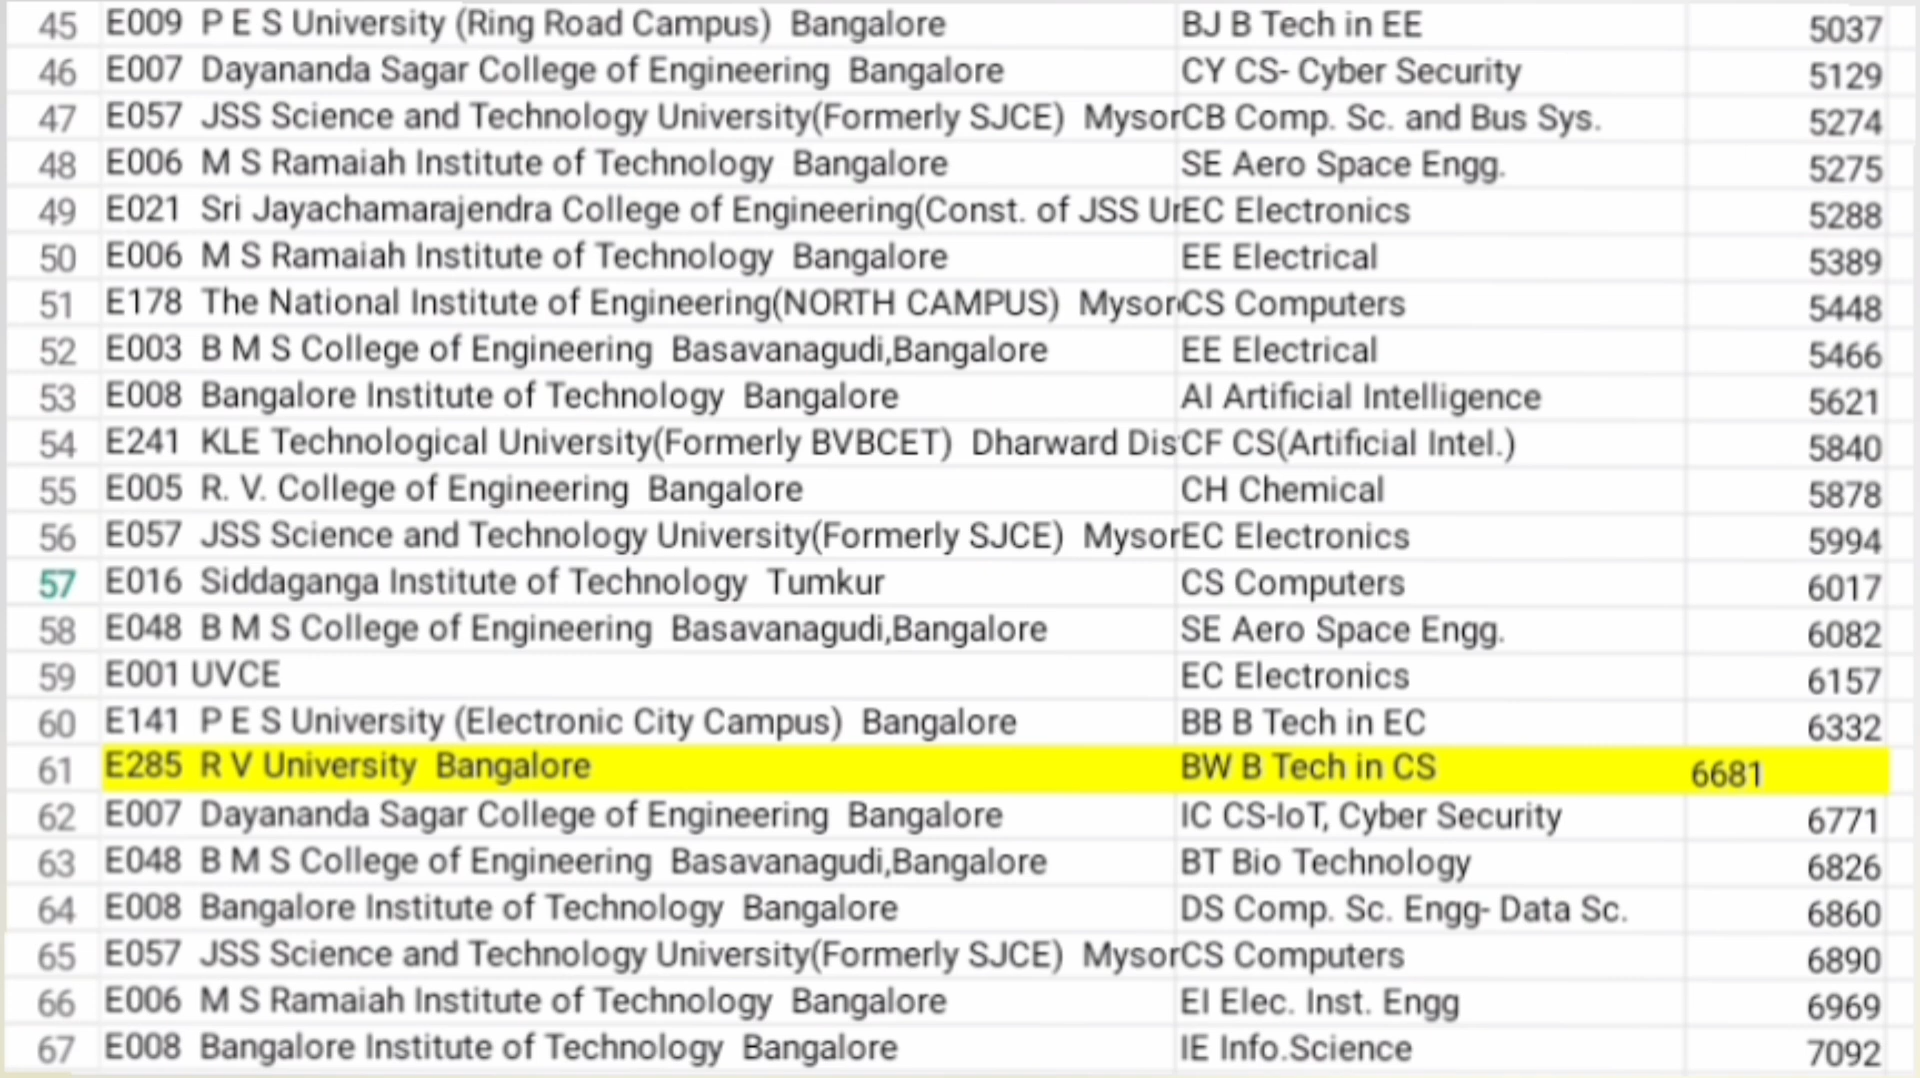 45 E009 P E S University (Ring Road Campus) Bangalore BJ B Tech in EE 5037
46 E007 Dayananda Sagar College of Engineering Bangalore CY CS- Cyber Security 5129
47 E057 JSS Science and Technology University(Formerly SJCE) Mysor CB Comp. Sc. and Bus Sys. 5274
48 E006 M S Ramaiah Institute of Technology Bangalore SE Aero Space Engg. 5275
49 E021 Sri Jayachamarajendra College of Engineering(Const. of JSS Un EC Electronics 5288
50 E006 M S Ramaiah Institute of Technology Bangalore EE Electrical 5389
51 E178 The National Institute of Engineering(NORTH CAMPUS) Mysor CS Computers 5448
52 E003 B M S College of Engineering Basavanagudi,Bangalore EE Electrical 5466
53 E008 Bangalore Institute of Technology Bangalore AI Artificial Intelligence 5621
54 E241 KLE Technological University(Formerly BVBCET) Dharward Dis CF CS(Artificial Intel.) 5840
55 E005 R. V. College of Engineering Bangalore CH Chemical 5878
56 E057 JSS Science and Technology University(Formerly SJCE) Mysor EC Electronics 5994
57 E016 Siddaganga Institute of Technology Tumkur CS Computers 6017
58 E048 B M S College of Engineering Basavanagudi,Bangalore SE Aero Space Engg. 6082
59 E001 UVCE EC Electronics 6157
60 E141 P E S University (Electronic City Campus) Bangalore BB B Tech in EC 6332
61 E285 R V University Bangalore BW B Tech in CS 6681
62 E007 Dayananda Sagar College of Engineering Bangalore IC CS-IoT, Cyber Security 6771
63 E048 B M S College of Engineering Basavanagudi,Bangalore BT Bio Technology 6826
64 E008 Bangalore Institute of Technology Bangalore DS Comp. Sc. Engg- Data Sc. 6860
65 E057 JSS Science and Technology University(Formerly SJCE) Mysor CS Computers 6890
66 E006 M S Ramaiah Institute of Technology Bangalore EI Elec. Inst. Engg 6969
67 E008 Bangalore Institute of Technology Bangalore IE Info.Science 7092